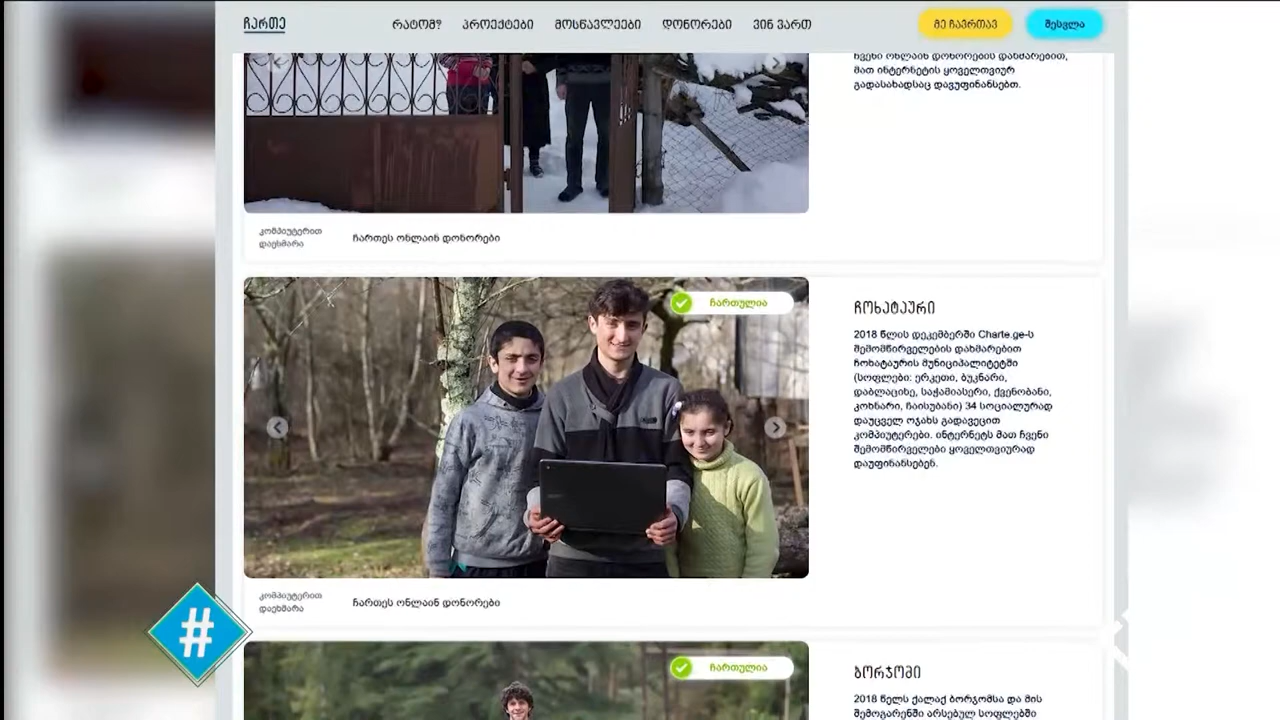 ჩართე
რატომ? პროექტები მოსწავლეები დონორები ვინ ვართ
მე ჩავრთავ
შესვლა
ჩვენი ონლაინ დონორების დახმარებით,
მათ ინტერნეტის ყოველთვიურ
გადასახადსაც დავუფინანსებთ.
კომპიუტერით
დაეხმარა
ჩართეს ონლაინ დონორები
ჩართულია
ჩოხატაური
2018 წლის დეკემბერში Charte.ge-ს
შემომწირველების დახმარებით
ჩოხატაურის მუნიციპალიტეტში
(სოფლები: ერკეთი, ბუკნარი,
დაბლაციხე, საჭამიასერი, ქვენობანი,
კოხნარი, ჩაისუბანი) 34 სოციალურად
დაუცველ ოჯახს გადავეცით
კომპიუტერები. ინტერნეტს მათ ჩვენი
შემომწირველები ყოველთვიურად
დაუფინანსებენ.
კომპიუტერით
დაეხმარა
ჩართეს ონლაინ დონორები
#
ჩართულია
ბორჯომი
2018 წელს ქალაქ ბორჯომსა და მის
შემოგარენში არსებულ სოფლებში